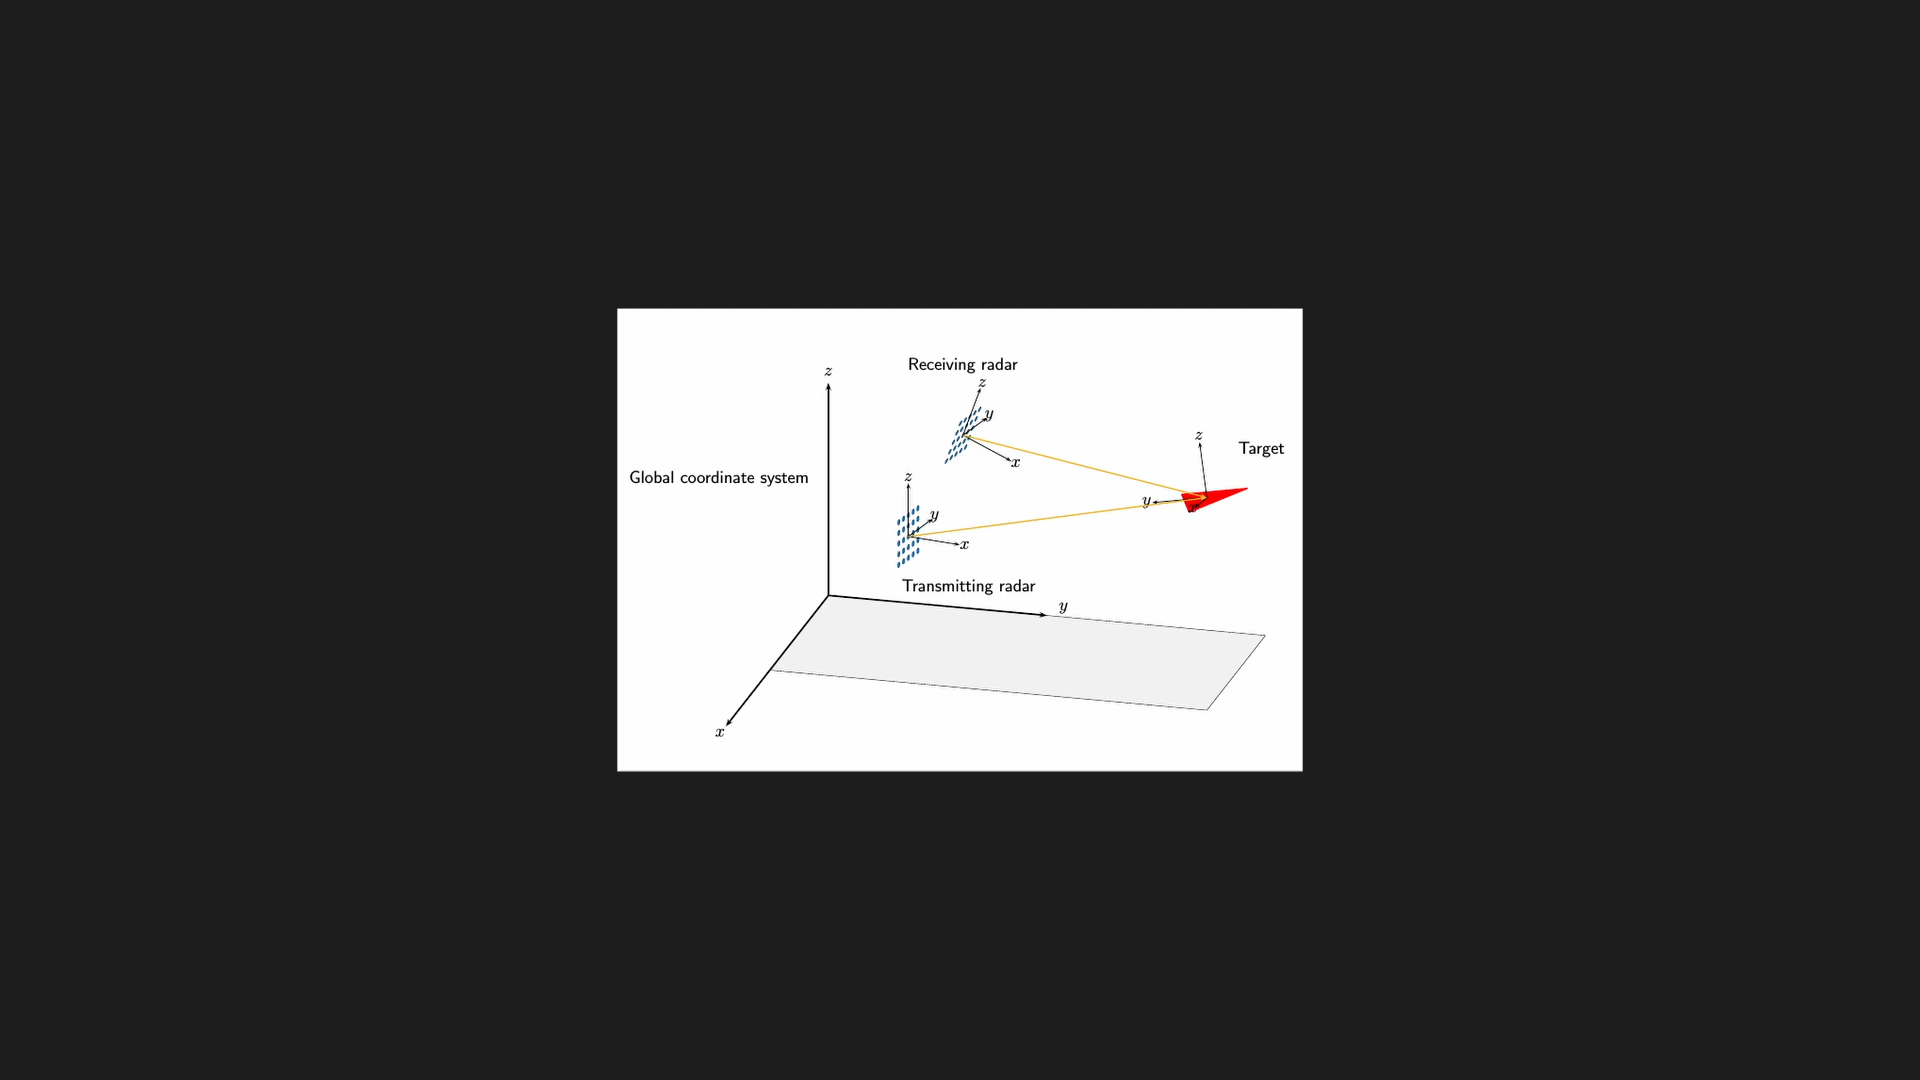 Receiving radar
z
z
y
z
Target
x
Global coordinate system
z
y
y
x
x
Transmitting radar
y
x